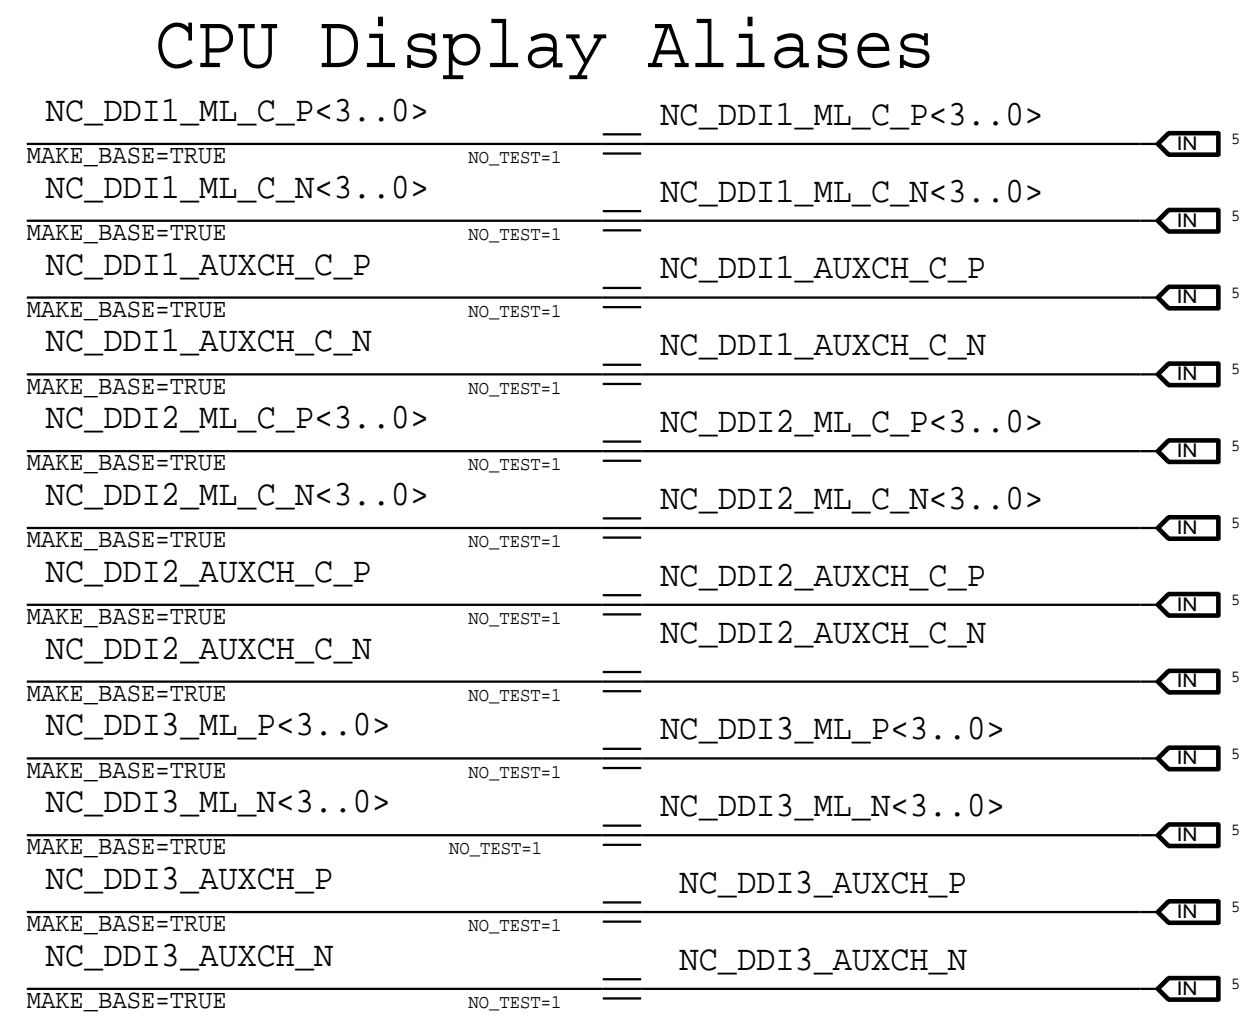 CPU Display Aliases
NC_DDI1_ML_C_P<3..0> NC_DDI1_ML_C_P<3..0>
IN 5
MAKE_BASE=TRUE NO_TEST=1
NC_DDI1_ML_C_N<3..0> NC_DDI1_ML_C_N<3..0>
IN 5
MAKE_BASE=TRUE NO_TEST=1
NC_DDI1_AUXCH_C_P NC_DDI1_AUXCH_C_P
IN 5
MAKE_BASE=TRUE NO_TEST=1
NC_DDI1_AUXCH_C_N NC_DDI1_AUXCH_C_N
IN 5
MAKE_BASE=TRUE NO_TEST=1
NC_DDI2_ML_C_P<3..0> NC_DDI2_ML_C_P<3..0>
IN 5
MAKE_BASE=TRUE NO_TEST=1
NC_DDI2_ML_C_N<3..0> NC_DDI2_ML_C_N<3..0>
IN 5
MAKE_BASE=TRUE NO_TEST=1
NC_DDI2_AUXCH_C_P NC_DDI2_AUXCH_C_P
IN 5
MAKE_BASE=TRUE NO_TEST=1
NC_DDI2_AUXCH_C_N NC_DDI2_AUXCH_C_N
IN 5
MAKE_BASE=TRUE NO_TEST=1
NC_DDI3_ML_P<3..0> NC_DDI3_ML_P<3..0>
IN 5
MAKE_BASE=TRUE NO_TEST=1
NC_DDI3_ML_N<3..0> NC_DDI3_ML_N<3..0>
IN 5
MAKE_BASE=TRUE NO_TEST=1
NC_DDI3_AUXCH_P NC_DDI3_AUXCH_P
IN 5
MAKE_BASE=TRUE NO_TEST=1
NC_DDI3_AUXCH_N NC_DDI3_AUXCH_N
IN 5
MAKE_BASE=TRUE NO_TEST=1